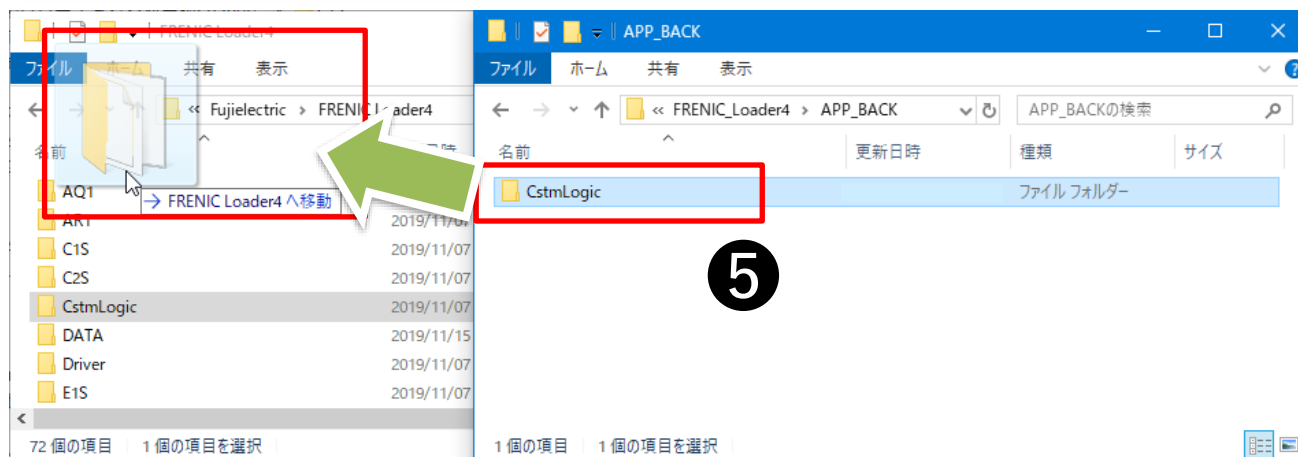 FRENIC Loader4
ファイル ホーム 共有 表示
« Fujielectric › FRENIC Loader4
名前
AQ1
→ FRENIC Loader4 へ移動
AR1 2019/11/07
C1S 2019/11/07
C2S 2019/11/07
CstmLogic 2019/11/07
DATA 2019/11/15
Driver 2019/11/07
E1S 2019/11/07
72 個の項目 1 個の項目を選択
APP_BACK
ファイル ホーム 共有 表示
« FRENIC_Loader4 › APP_BACK APP_BACKの検索
名前 更新日時 種類 サイズ
CstmLogic ファイル フォルダー
5
1 個の項目 1 個の項目を選択